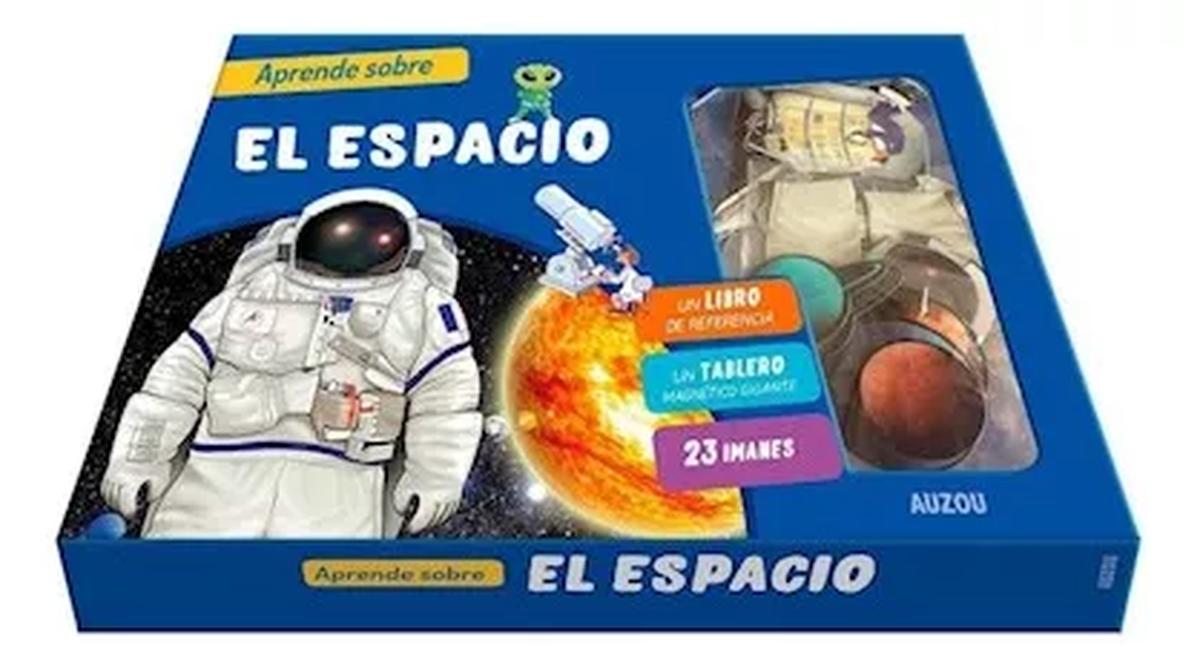 Aprende sobre
EL ESPACIO
UN LIBRO
DE REFERENCIA
UN TABLERO
MAGNÉTICO GIGANTE
23 IMANES
AUZOU
Aprende sobre EL ESPACIO